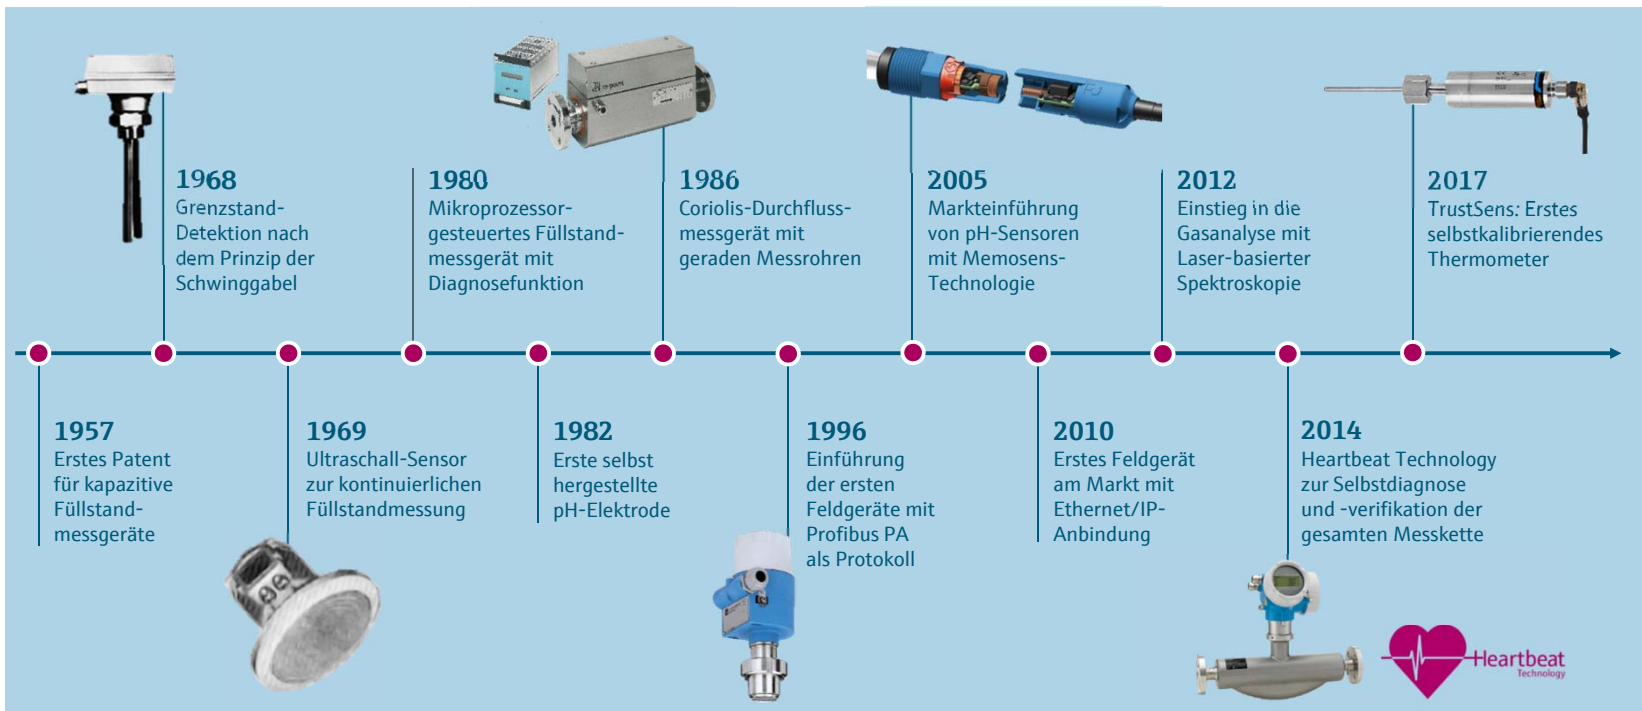 1968
Grenzstand-
Detektion nach
dem Prinzip der
Schwinggabel
1980
Mikroprozessor-
gesteuertes Füllstand-
messgerät mit
Diagnosefunktion
1986
Coriolis-Durchfluss-
messgerät mit
geraden Messrohren
2005
Markteinführung
von pH-Sensoren
mit Memosens-
Technologie
2012
Einstieg in die
Gasanalyse mit
Laser-basierter
Spektroskopie
2017
TrustSens: Erstes
selbstkalibrierendes
Thermometer
1957
Erstes Patent
für kapazitive
Füllstand-
messgeräte
1969
Ultraschall-Sensor
zur kontinuierlichen
Füllstandmessung
1982
Erste selbst
hergestellte
pH-Elektrode
1996
Einführung
der ersten
Feldgeräte mit
Profibus PA
als Protokoll
2010
Erstes Feldgerät
am Markt mit
Ethernet/IP-
Anbindung
2014
Heartbeat Technology
zur Selbstdiagnose
und -verifikation der
gesamten Messkette
Heartbeat
Technology